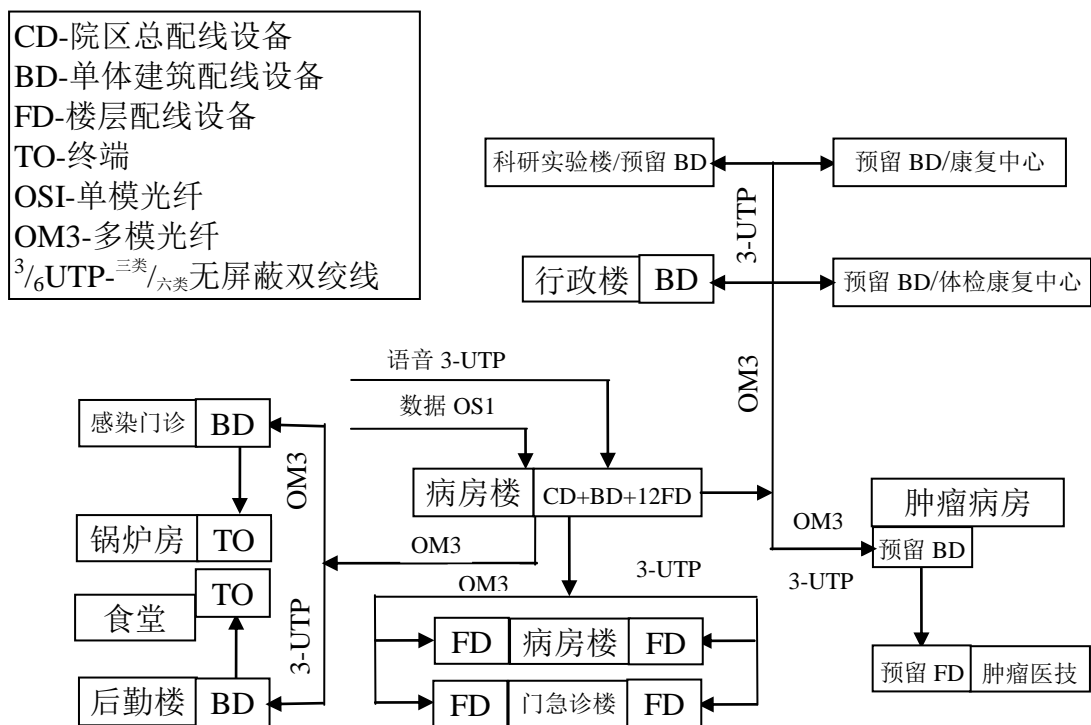 CD-院区总配线设备
BD-单体建筑配线设备
FD-楼层配线设备
TO-终端
OSI-单模光纤
OM3-多模光纤
3/6UTP-三类/六类无屏蔽双绞线
科研实验楼/预留 BD
预留 BD/康复中心
3-UTP
行政楼 BD
预留 BD/体检康复中心
语音 3-UTP
OM3
数据 OS1
感染门诊 BD
OM3
病房楼 CD+BD+12FD
肿瘤病房
OM3
预留 BD
锅炉房 TO
OM3
3-UTP
3-UTP
OM3
TO
食堂
3-UTP
FD 病房楼 FD
预留 FD 肿瘤医技
后勤楼 BD
FD 门急诊楼 FD